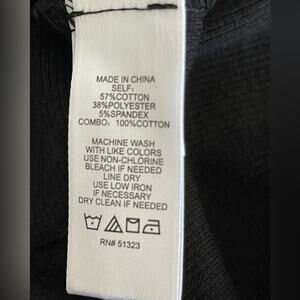 MADE IN CHINA
SELF:
57%COTTON
38%POLYESTER
5%SPANDEX
COMBO: 100%COTTON
MACHINE WASH
WITH LIKE COLORS
USE NON-CHLORINE
BLEACH IF NEEDED
LINE DRY
USE LOW IRON
IF NECESSARY
DRY CLEAN IF NEEDED
RN# 51323